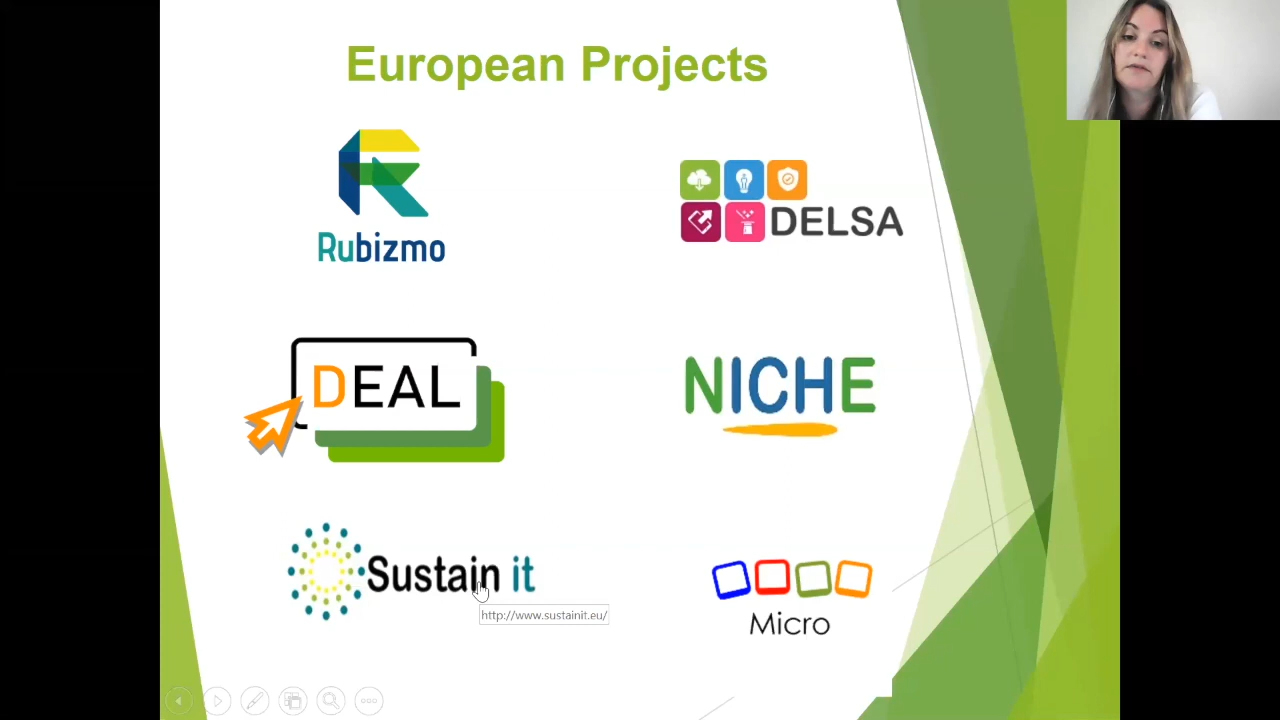 European Projects
Rubizmo
DELSA
DEAL
NICHE
Sustain it
http://www.sustainit.eu/
Micro